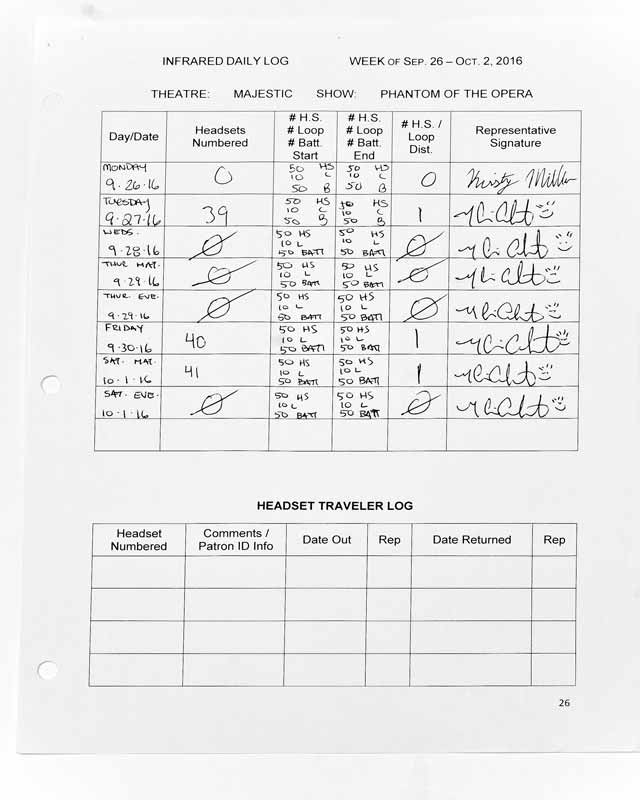 INFRARED DAILY LOG WEEK OF SEP. 26 – OCT. 2, 2016
THEATRE: MAJESTIC SHOW: PHANTOM OF THE OPERA
Day/Date
Headsets
Numbered
# H.S.
# Loop
# Batt.
Start
# H.S.
# Loop
# Batt.
End
# H.S. /
Loop
Dist.
Representative
Signature
MONDAY
9.26.16
0
50 HS
10 L
50 B
50 HS
10 L
50 B
0
Kirsty Miller
TUESDAY
9.27.16
39
50 HS
10 L
50 B
50 HS
10 L
50 B
1
WEDS.
9.28.16
Ø
50 HS
10 L
50 BATT
50 HS
10 L
50 BATT
Ø
THUR MAT.
9.29.16
Ø
50 HS
10 L
50 BATT
50 HS
10 L
50 BATT
Ø
THUR. EVE.
9.29.16
Ø
50 HS
10 L
50 BATT
50 HS
10 L
50 BATT
Ø
FRIDAY
9.30.16
40
50 HS
10 L
50 BATT
50 HS
10 L
50 BATT
1
SAT. MAT.
10.1.16
41
50 HS
10 L
50 BATT
50 HS
10 L
50 BATT
1
SAT. EVE.
10.1.16
Ø
50 HS
10 L
50 BATT
50 HS
10 L
50 BATT
Ø
HEADSET TRAVELER LOG
Headset
Numbered
Comments /
Patron ID Info
Date Out
Rep
Date Returned
Rep
26